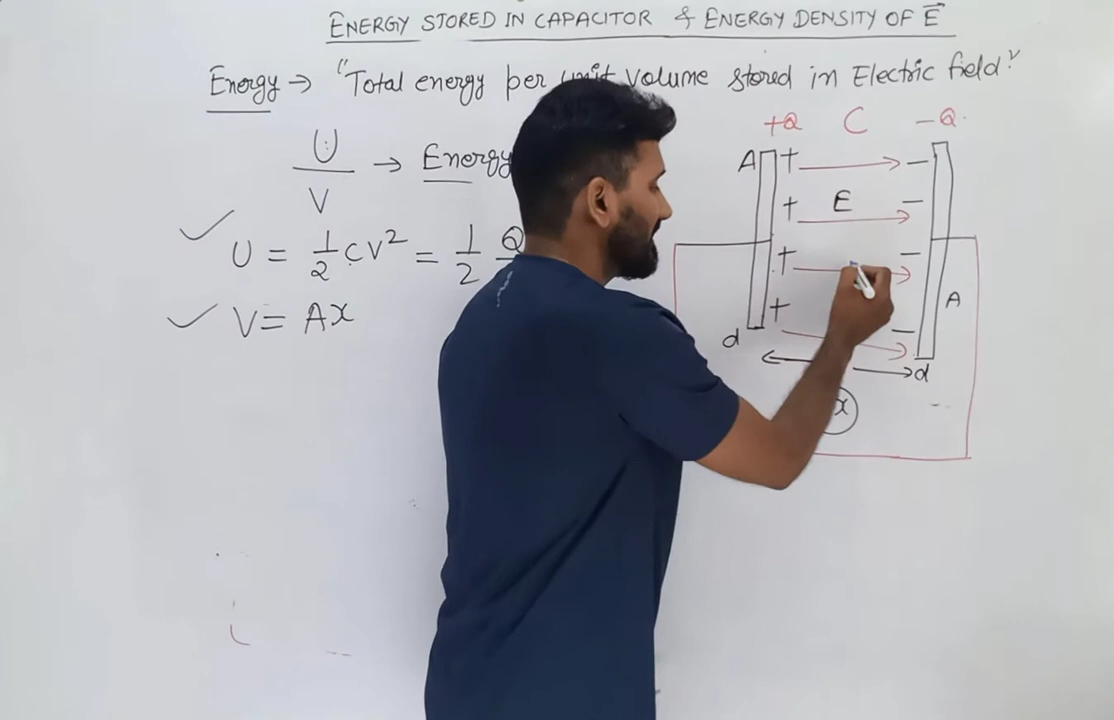 ENERGY STORED IN CAPACITOR & ENERGY DENSITY OF E⃗
Energy → "Total energy per unit volume stored in Electric field"
+Q C −Q
U/V → Energy
A + −
+ E −
U = 1/2 CV² = 1/2 Q
+ −
V = Ax
+ − A
d d
x